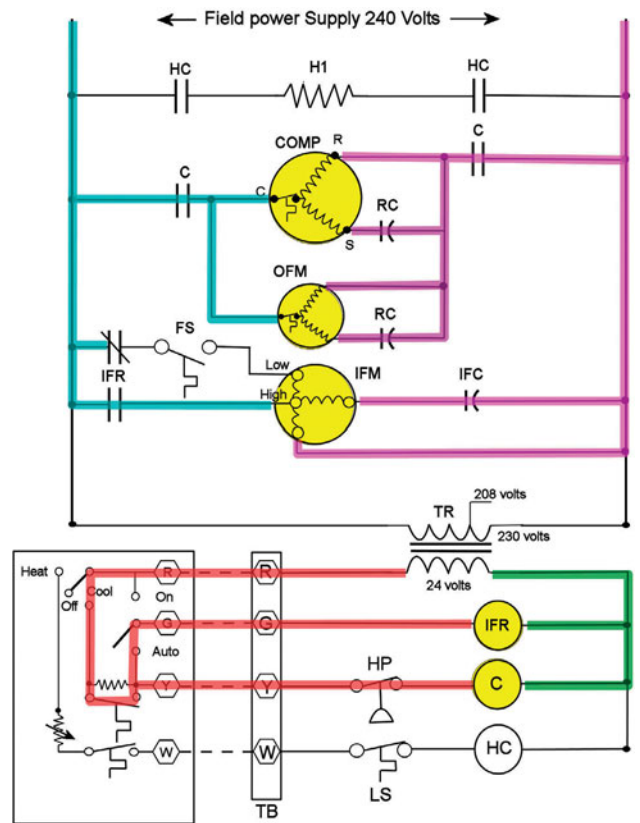 Field power Supply 240 Volts
HC H1 HC
COMP R C
C C RC
S
OFM
RC
FS
Low IFM IFC
IFR High
208 volts
TR
230 volts
Heat R R 24 volts
Off Cool On
G G IFR
Auto HP
Y Y C
W W HC
TB LS